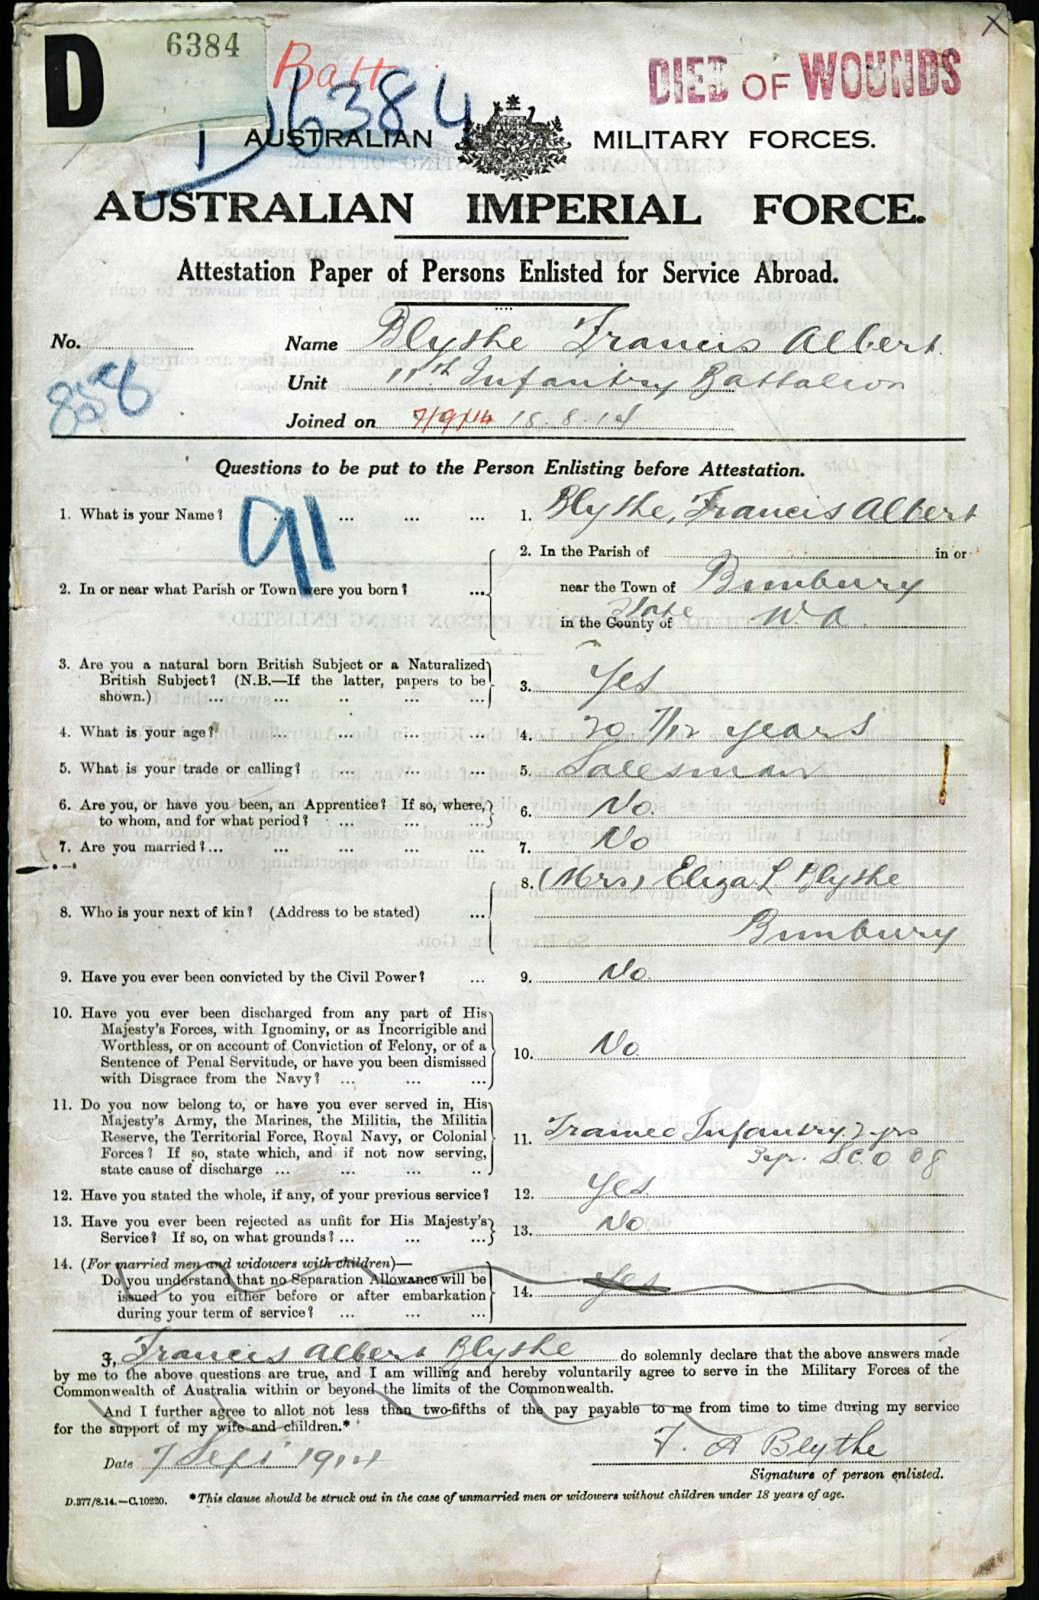 D
6384
Batt
D6384
DIED OF WOUNDS
X
AUSTRALIAN MILITARY FORCES.
AUSTRALIAN IMPERIAL FORCE.
Attestation Paper of Persons Enlisted for Service Abroad.
No. Name Blythe Francis Albert
858
Unit 11th Infantry Battalion
Joined on 7/9/14 18.8.14
Questions to be put to the Person Enlisting before Attestation.
91
1. What is your Name? ... ... ... 1. Blythe, Francis Albert
2. In or near what Parish or Town were you born? ... 2. In the Parish of in or
near the Town of Bunbury
in the County of State W.A.
3. Are you a natural born British Subject or a Naturalized
British Subject? (N.B.—If the latter, papers to be
shown.) ... ... .. ... ... 3. Yes
4. What is your age? ... ... ... ... 4. 20 7/12 years
5. What is your trade or calling? ... ... ... 5. Salesman
6. Are you, or have you been, an Apprentice? If so, where,
to whom, and for what period? ... ... ... 6. No.
7. Are you married?... ... ... ... ... 7. No
8. Who is your next of kin? (Address to be stated) ... 8. (Mrs) Eliza L Blythe
Bunbury
9. Have you ever been convicted by the Civil Power? ... 9. No.
10. Have you ever been discharged from any part of His
Majesty's Forces, with Ignominy, or as Incorrigible and
Worthless, or on account of Conviction of Felony, or of a
Sentence of Penal Servitude, or have you been dismissed
with Disgrace from the Navy? ... ... ... 10. No
11. Do you now belong to, or have you ever served in, His
Majesty's Army, the Marines, the Militia, the Militia
Reserve, the Territorial Force, Royal Navy, or Colonial
Forces? If so, state which, and if not now serving,
state cause of discharge ... ... ... .. 11. Trainee Infantry 2 yrs
3 yr. S.C.O 08
12. Have you stated the whole, if any, of your previous service? 12. Yes
13. Have you ever been rejected as unfit for His Majesty's
Service? If so, on what grounds? ... ... ... 13. No
14. (For married men and widowers with children)—
Do you understand that no Separation Allowance will be
issued to you either before or after embarkation
during your term of service? ... ... ... 14. Yes
I, Francis Albert Blythe do solemnly declare that the above answers made
by me to the above questions are true, and I am willing and hereby voluntarily agree to serve in the Military Forces of the
Commonwealth of Australia within or beyond the limits of the Commonwealth.
And I further agree to allot not less than two-fifths of the pay payable to me from time to time during my service
for the support of my wife and children.*
F. A Blythe
Date 7 Sept 1914
Signature of person enlisted.
D.377/8.14.—C.10230. *This clause should be struck out in the case of unmarried men or widowers without children under 18 years of age.